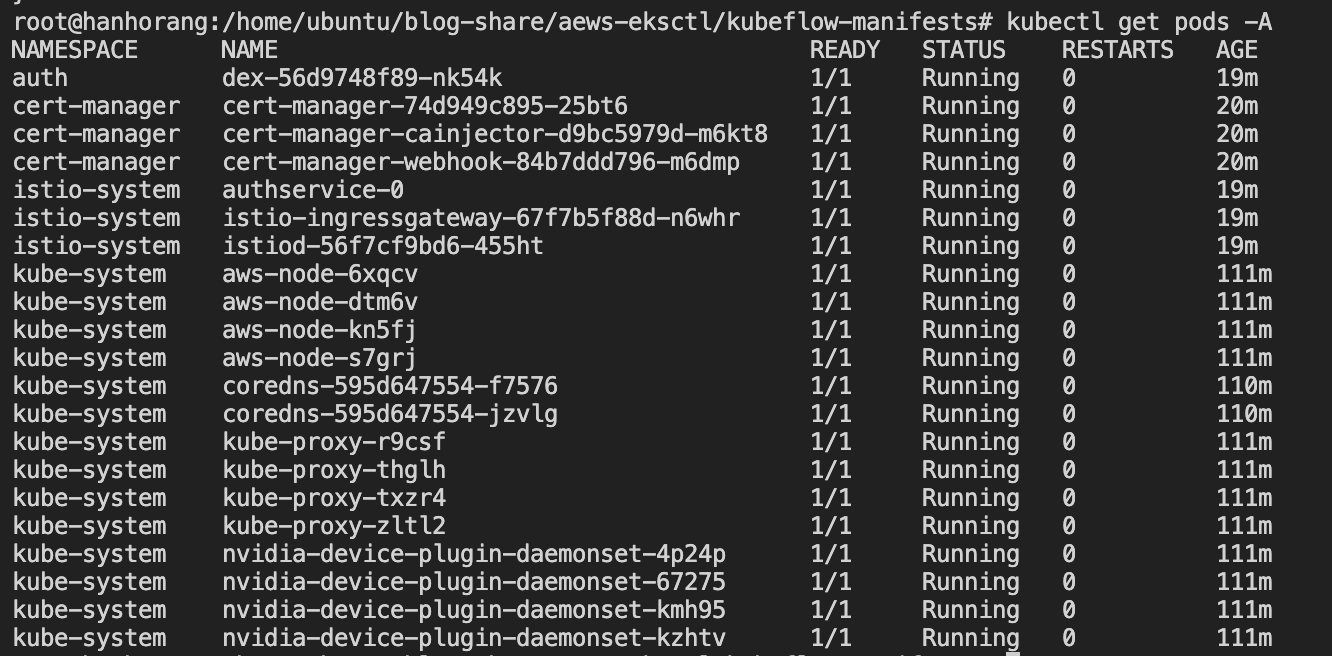 root@hanhorang:/home/ubuntu/blog-share/aews-eksctl/kubeflow-manifests# kubectl get pods -A
NAMESPACE NAME READY STATUS RESTARTS AGE
auth dex-56d9748f89-nk54k 1/1 Running 0 19m
cert-manager cert-manager-74d949c895-25bt6 1/1 Running 0 20m
cert-manager cert-manager-cainjector-d9bc5979d-m6kt8 1/1 Running 0 20m
cert-manager cert-manager-webhook-84b7ddd796-m6dmp 1/1 Running 0 20m
istio-system authservice-0 1/1 Running 0 19m
istio-system istio-ingressgateway-67f7b5f88d-n6whr 1/1 Running 0 19m
istio-system istiod-56f7cf9bd6-455ht 1/1 Running 0 19m
kube-system aws-node-6xqcv 1/1 Running 0 111m
kube-system aws-node-dtm6v 1/1 Running 0 111m
kube-system aws-node-kn5fj 1/1 Running 0 111m
kube-system aws-node-s7grj 1/1 Running 0 111m
kube-system coredns-595d647554-f7576 1/1 Running 0 110m
kube-system coredns-595d647554-jzvlg 1/1 Running 0 110m
kube-system kube-proxy-r9csf 1/1 Running 0 111m
kube-system kube-proxy-thglh 1/1 Running 0 111m
kube-system kube-proxy-txzr4 1/1 Running 0 111m
kube-system kube-proxy-zltl2 1/1 Running 0 111m
kube-system nvidia-device-plugin-daemonset-4p24p 1/1 Running 0 111m
kube-system nvidia-device-plugin-daemonset-67275 1/1 Running 0 111m
kube-system nvidia-device-plugin-daemonset-kmh95 1/1 Running 0 111m
kube-system nvidia-device-plugin-daemonset-kzhtv 1/1 Running 0 111m